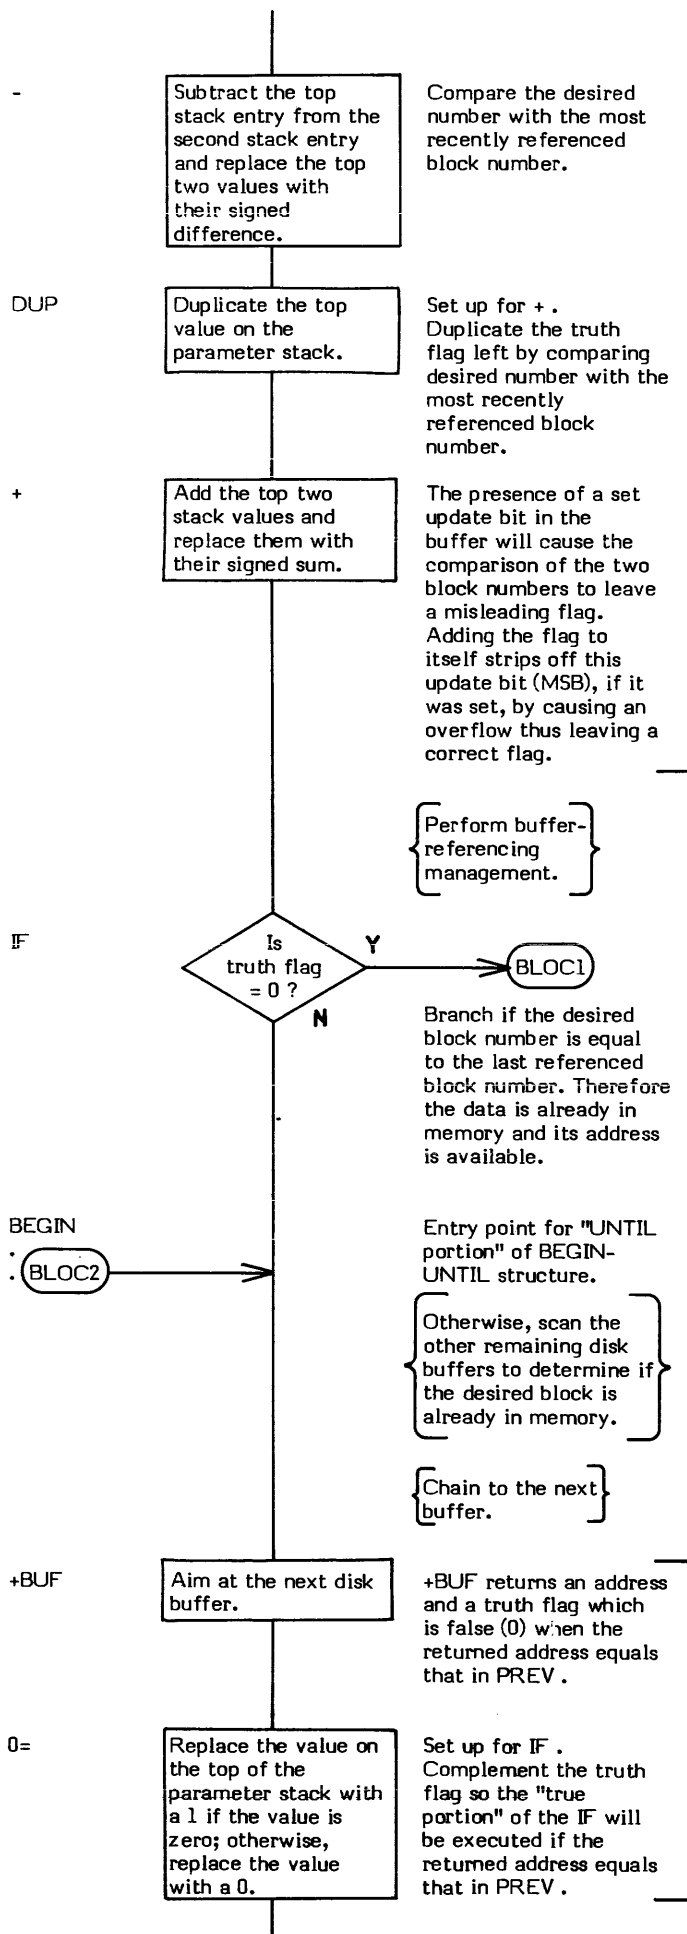 -
Subtract the top
stack entry from the
second stack entry
and replace the top
two values with
their signed
difference.
Compare the desired
number with the most
recently referenced
block number.
DUP
Duplicate the top
value on the
parameter stack.
Set up for + .
Duplicate the truth
flag left by comparing
desired number with the
most recently
referenced block
number.
+
Add the top two
stack values and
replace them with
their signed sum.
The presence of a set
update bit in the
buffer will cause the
comparison of the two
block numbers to leave
a misleading flag.
Adding the flag to
itself strips off this
update bit (MSB), if it
was set, by causing an
overflow thus leaving a
correct flag.
Perform buffer-
referencing
management.
IF
Is
truth flag
= 0 ?
Y
BLOC1
N
Branch if the desired
block number is equal
to the last referenced
block number. Therefore
the data is already in
memory and its address
is available.
BEGIN
: BLOC2
Entry point for "UNTIL
portion" of BEGIN-
UNTIL structure.
Otherwise, scan the
other remaining disk
buffers to determine if
the desired block is
already in memory.
Chain to the next
buffer.
+BUF
Aim at the next disk
buffer.
+BUF returns an address
and a truth flag which
is false (0) when the
returned address equals
that in PREV .
0=
Replace the value on
the top of the
parameter stack with
a 1 if the value is
zero; otherwise,
replace the value
with a 0.
Set up for IF .
Complement the truth
flag so the "true
portion" of the IF will
be executed if the
returned address equals
that in PREV .